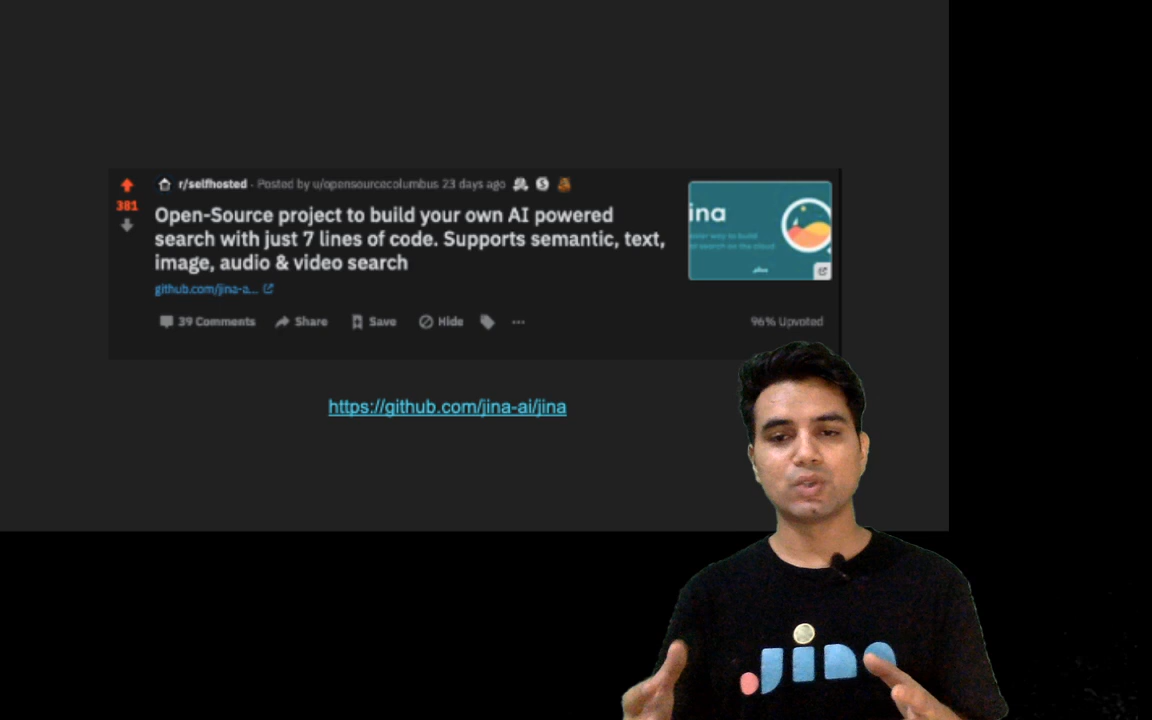 381
r/selfhosted · Posted by u/opensourcecolumbus 23 days ago
Open-Source project to build your own AI powered
search with just 7 lines of code. Supports semantic, text,
image, audio & video search
github.com/jina-a...
39 Comments Share Save Hide ...
96% Upvoted
ina
jina
https://github.com/jina-ai/jina
jina